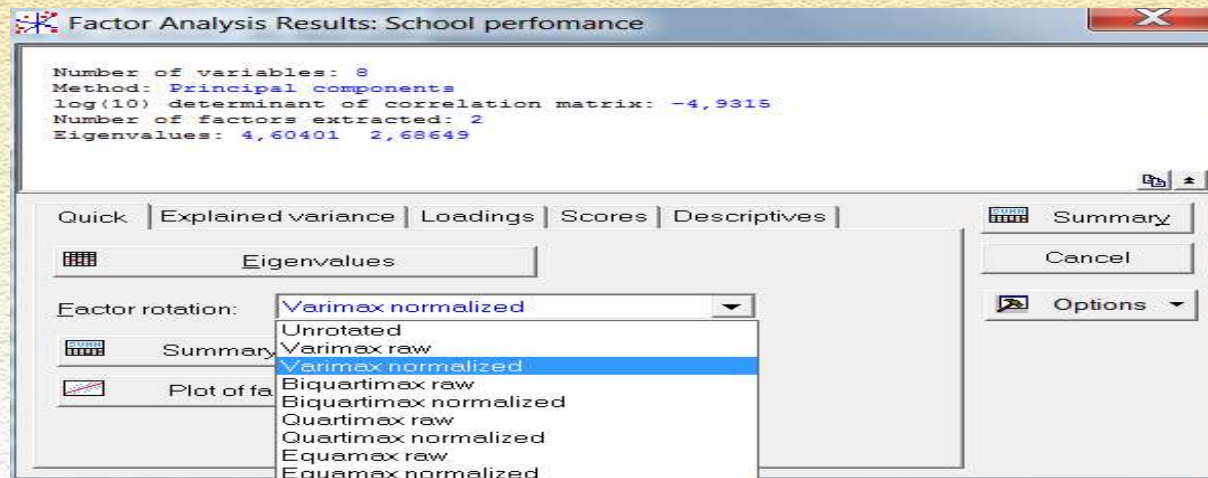 Factor Analysis Results: School perfomance
Number of variables: 8
Method: Principal components
log(10) determinant of correlation matrix: -4,9315
Number of factors extracted: 2
Eigenvalues: 4,60401 2,68649
Quick Explained variance Loadings Scores Descriptives
Summary
Eigenvalues
Cancel
Factor rotation: Varimax normalized
Options
Unrotated
Summary
Varimax raw
Varimax normalized
Plot of fa
Biquartimax raw
Biquartimax normalized
Quartimax raw
Quartimax normalized
Equamax raw
Equamax normalized